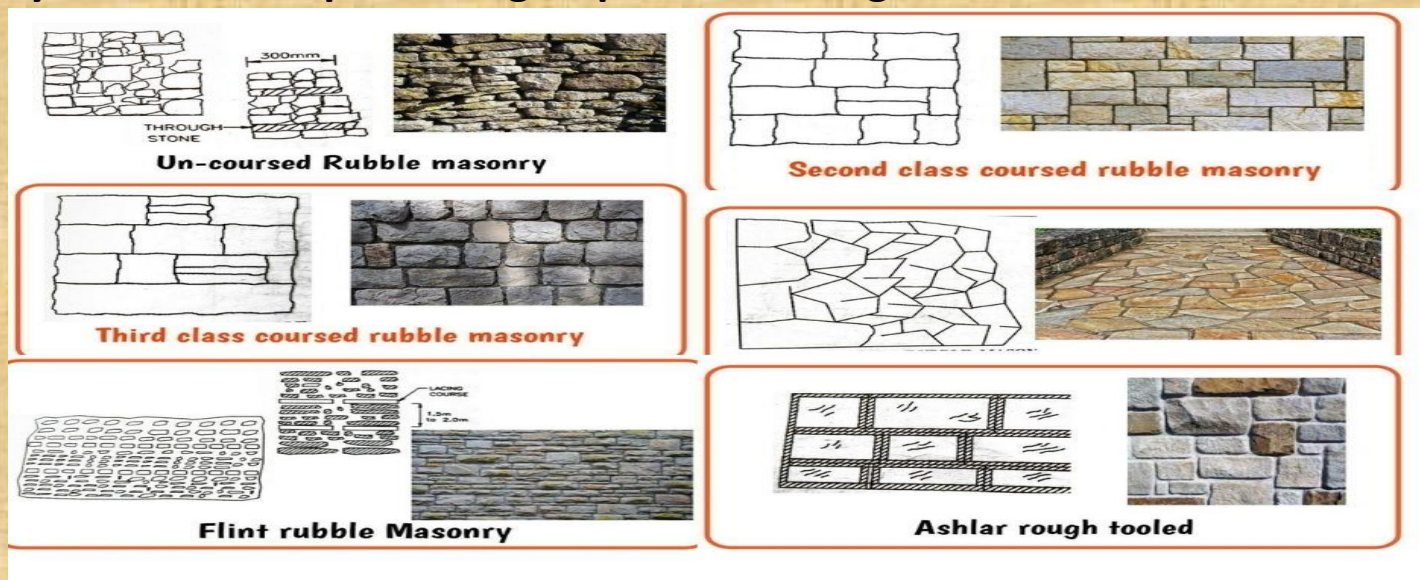 300mm
THROUGH
STONE
Un-coursed Rubble masonry
Second class coursed rubble masonry
Third class coursed rubble masonry
LACING
COURSE
1.5m
to 2.0m
Flint rubble Masonry
Ashlar rough tooled